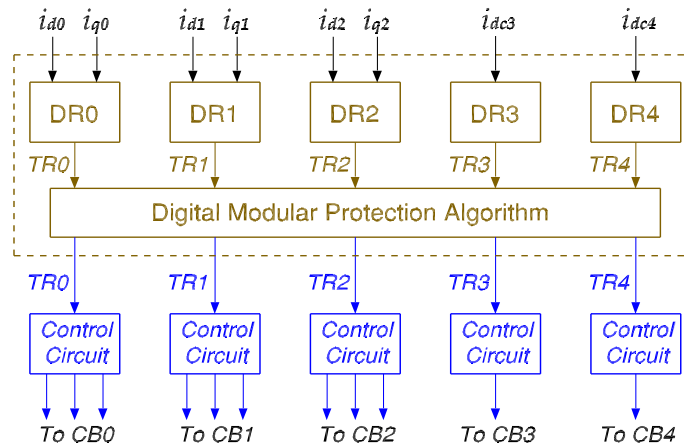 id0 iq0 id1 iq1 id2 iq2 idc3 idc4
DR0 DR1 DR2 DR3 DR4
TR0 TR1 TR2 TR3 TR4
Digital Modular Protection Algorithm
TR0 TR1 TR2 TR3 TR4
Control Control Control Control Control
Circuit Circuit Circuit Circuit Circuit
To CB0 To CB1 To CB2 To CB3 To CB4